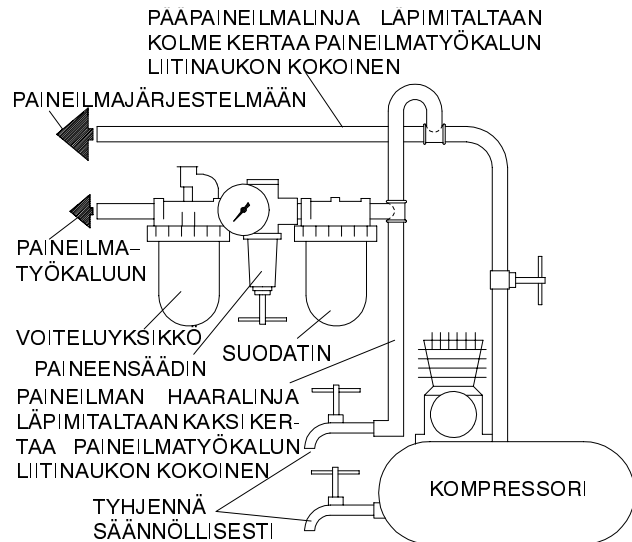 PÄÄPAINEILMALINJA LÄPIMITALTAAN
KOLME KERTAA PAINEILMATYÖKALUN
LIITINAUKON KOKOINEN
PAINEILMAJÄRJESTELMÄÄN
PAINEILMA–
TYÖKALUUN
VOITELUYKSIKKÖ
PAINEENSÄÄDIN
SUODATIN
PAINEILMAN HAARALINJA
LÄPIMITALTAAN KAKSI KER-
TAA PAINEILMATYÖKALUN
LIITINAUKON KOKOINEN
KOMPRESSORI
TYHJENNÄ
SÄÄNNÖLLISESTI